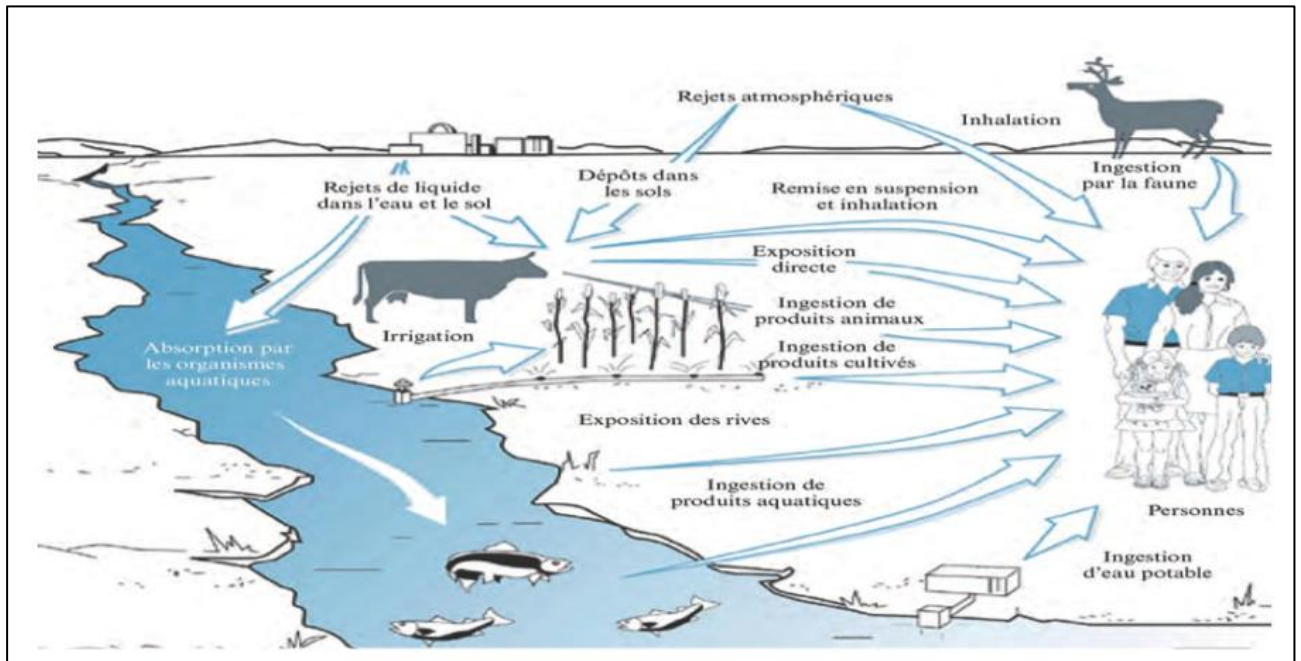 Rejets atmosphériques
Inhalation
Ingestion
par la faune
Rejets de liquide
dans l'eau et le sol
Dépôts dans
les sols
Remise en suspension
et inhalation
Exposition
directe
Ingestion de
produits animaux
Irrigation
Ingestion de
produits cultivés
Absorption par
les organismes
aquatiques
Exposition des rives
Ingestion de
produits aquatiques
Personnes
Ingestion
d'eau potable